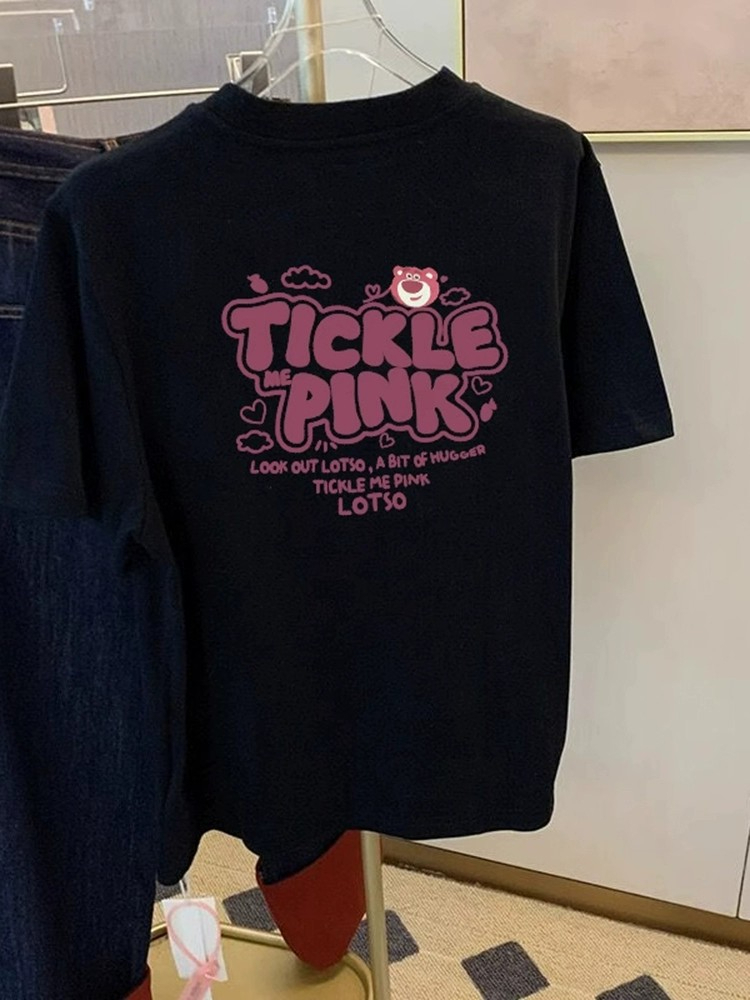 TICKLE
ME
PINK
LOOK OUT LOTSO, A BIT OF HUGGER
TICKLE ME PINK
LOTSO